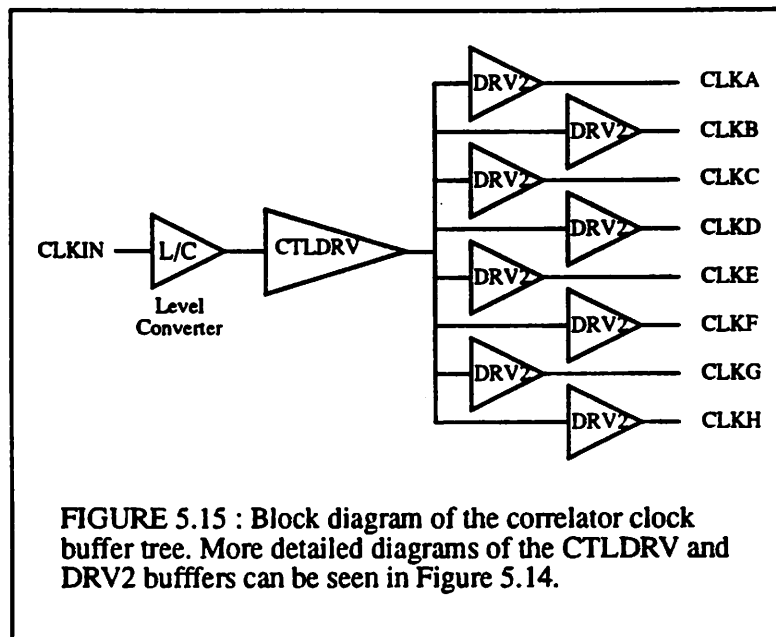 DRV2 CLKA
DRV2 CLKB
DRV2 CLKC
DRV2 CLKD
CLKIN L/C CTLDRV
DRV2 CLKE
Level
Converter
DRV2 CLKF
DRV2 CLKG
DRV2 CLKH
FIGURE 5.15 : Block diagram of the correlator clock
buffer tree. More detailed diagrams of the CTLDRV and
DRV2 bufffers can be seen in Figure 5.14.